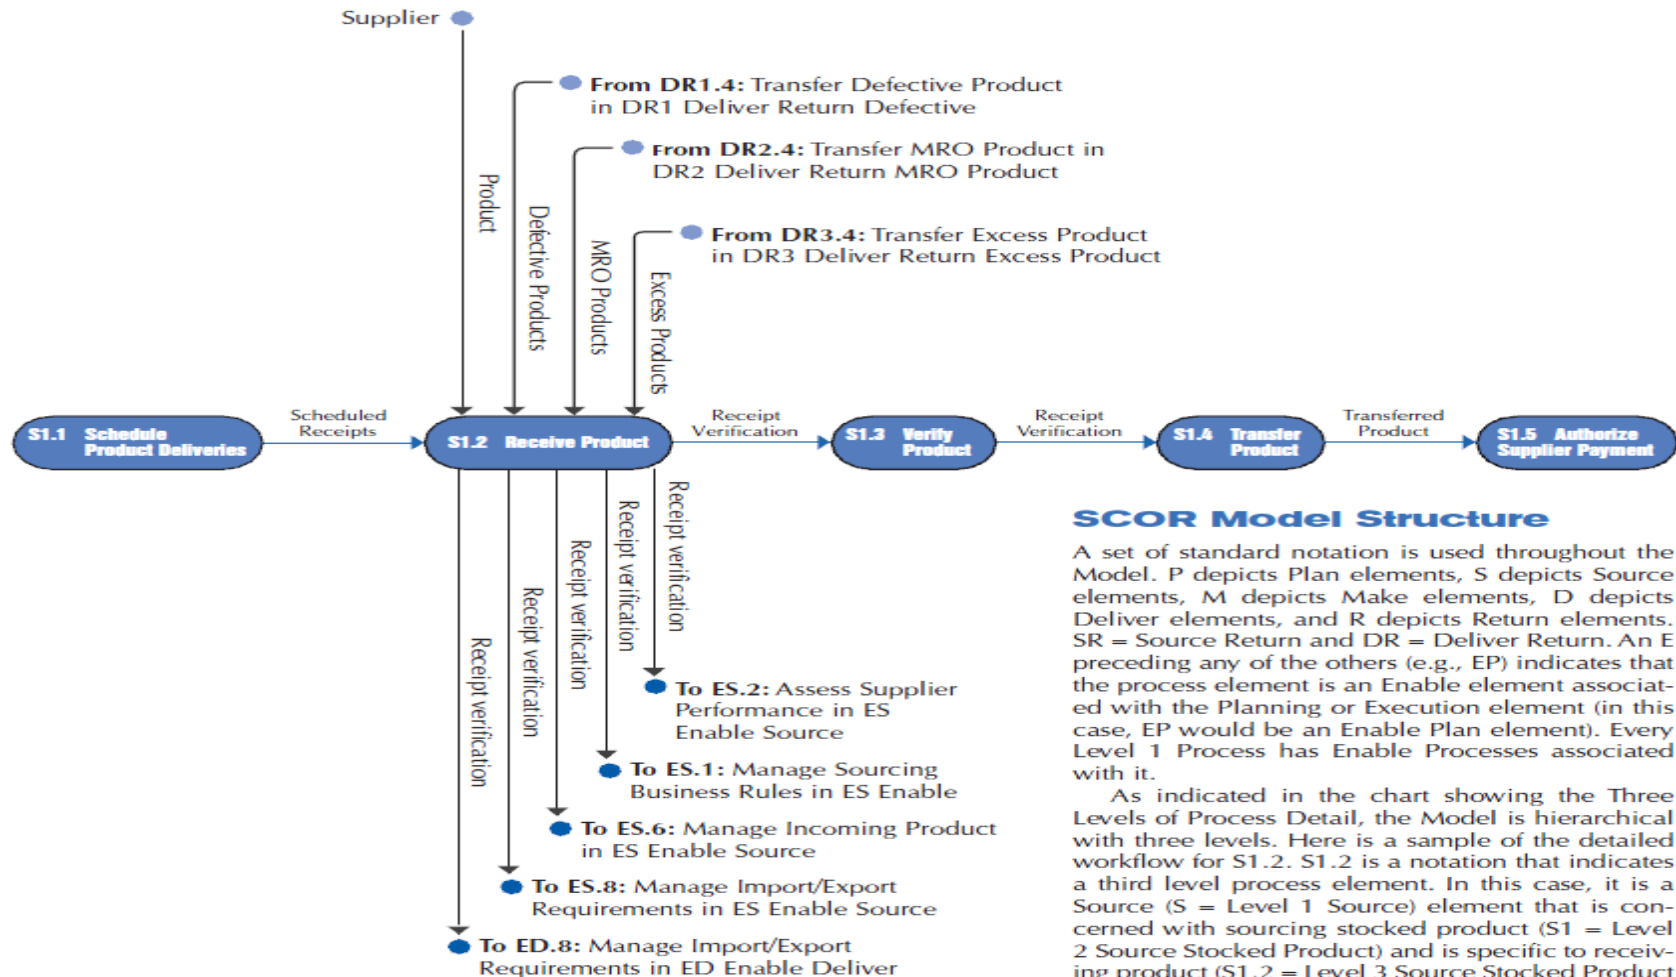 Supplier
From DR1.4: Transfer Defective Product
in DR1 Deliver Return Defective
From DR2.4: Transfer MRO Product in
DR2 Deliver Return MRO Product
From DR3.4: Transfer Excess Product
in DR3 Deliver Return Excess Product
Product
Defective Products
MRO Products
Excess Products
S1.1 Schedule
Product Deliveries
Scheduled
Receipts
S1.2 Receive Product
Receipt
Verification
S1.3 Verify
Product
Receipt
Verification
S1.4 Transfer
Product
Transferred
Product
S1.5 Authorize
Supplier Payment
Receipt verification
Receipt verification
Receipt verification
Receipt verification
Receipt verification
To ES.2: Assess Supplier
Performance in ES
Enable Source
To ES.1: Manage Sourcing
Business Rules in ES Enable
To ES.6: Manage Incoming Product
in ES Enable Source
To ES.8: Manage Import/Export
Requirements in ES Enable Source
To ED.8: Manage Import/Export
Requirements in ED Enable Deliver
SCOR Model Structure
A set of standard notation is used throughout the
Model. P depicts Plan elements, S depicts Source
elements, M depicts Make elements, D depicts
Deliver elements, and R depicts Return elements.
SR = Source Return and DR = Deliver Return. An E
preceding any of the others (e.g., EP) indicates that
the process element is an Enable element associat-
ed with the Planning or Execution element (in this
case, EP would be an Enable Plan element). Every
Level 1 Process has Enable Processes associated
with it.
As indicated in the chart showing the Three
Levels of Process Detail, the Model is hierarchical
with three levels. Here is a sample of the detailed
workflow for S1.2. S1.2 is a notation that indicates
a third level process element. In this case, it is a
Source (S = Level 1 Source) element that is con-
cerned with sourcing stocked product (S1 = Level
2 Source Stocked Product) and is specific to receiv-
ing product (S1.2 = Level 3 Source Stocked Product